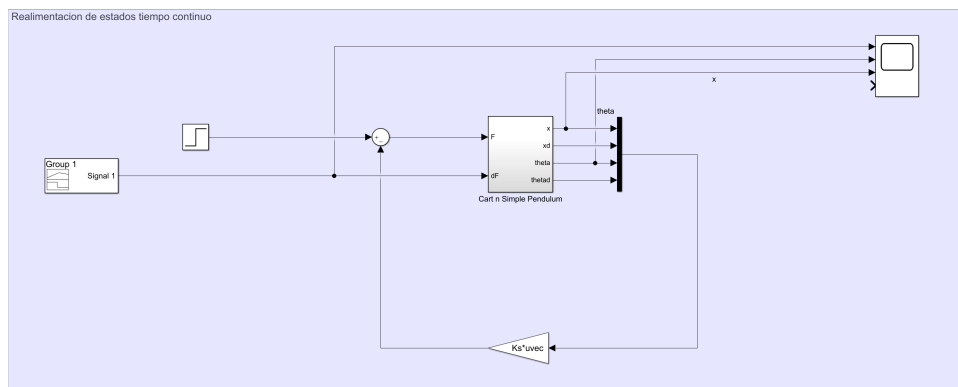 Realimentacion de estados tiempo continuo
x
theta
Group 1
Signal 1
+
-
F
dF
x
xd
theta
thetad
Cart n Simple Pendulum
Ks*uvec